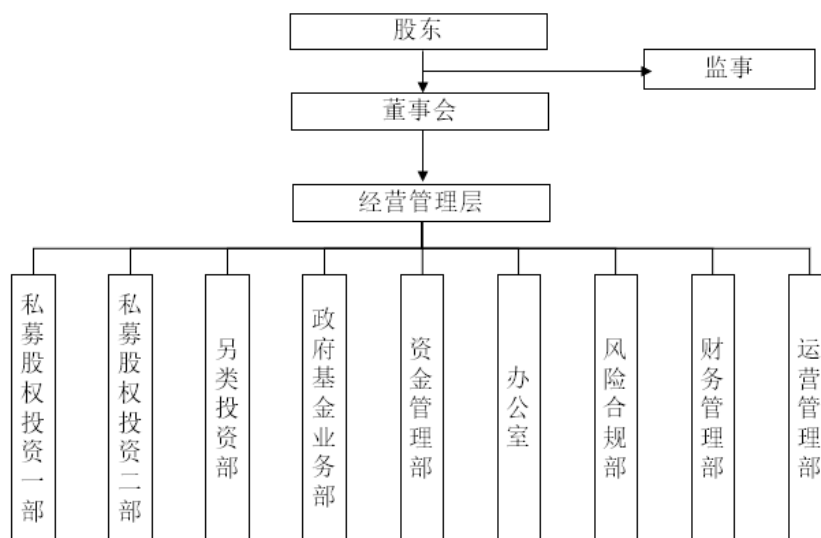 股东
监事
董事会
经营管理层
私募股权投资一部
私募股权投资二部
另类投资部
政府基金业务部
资金管理部
办公室
风险合规部
财务管理部
运营管理部